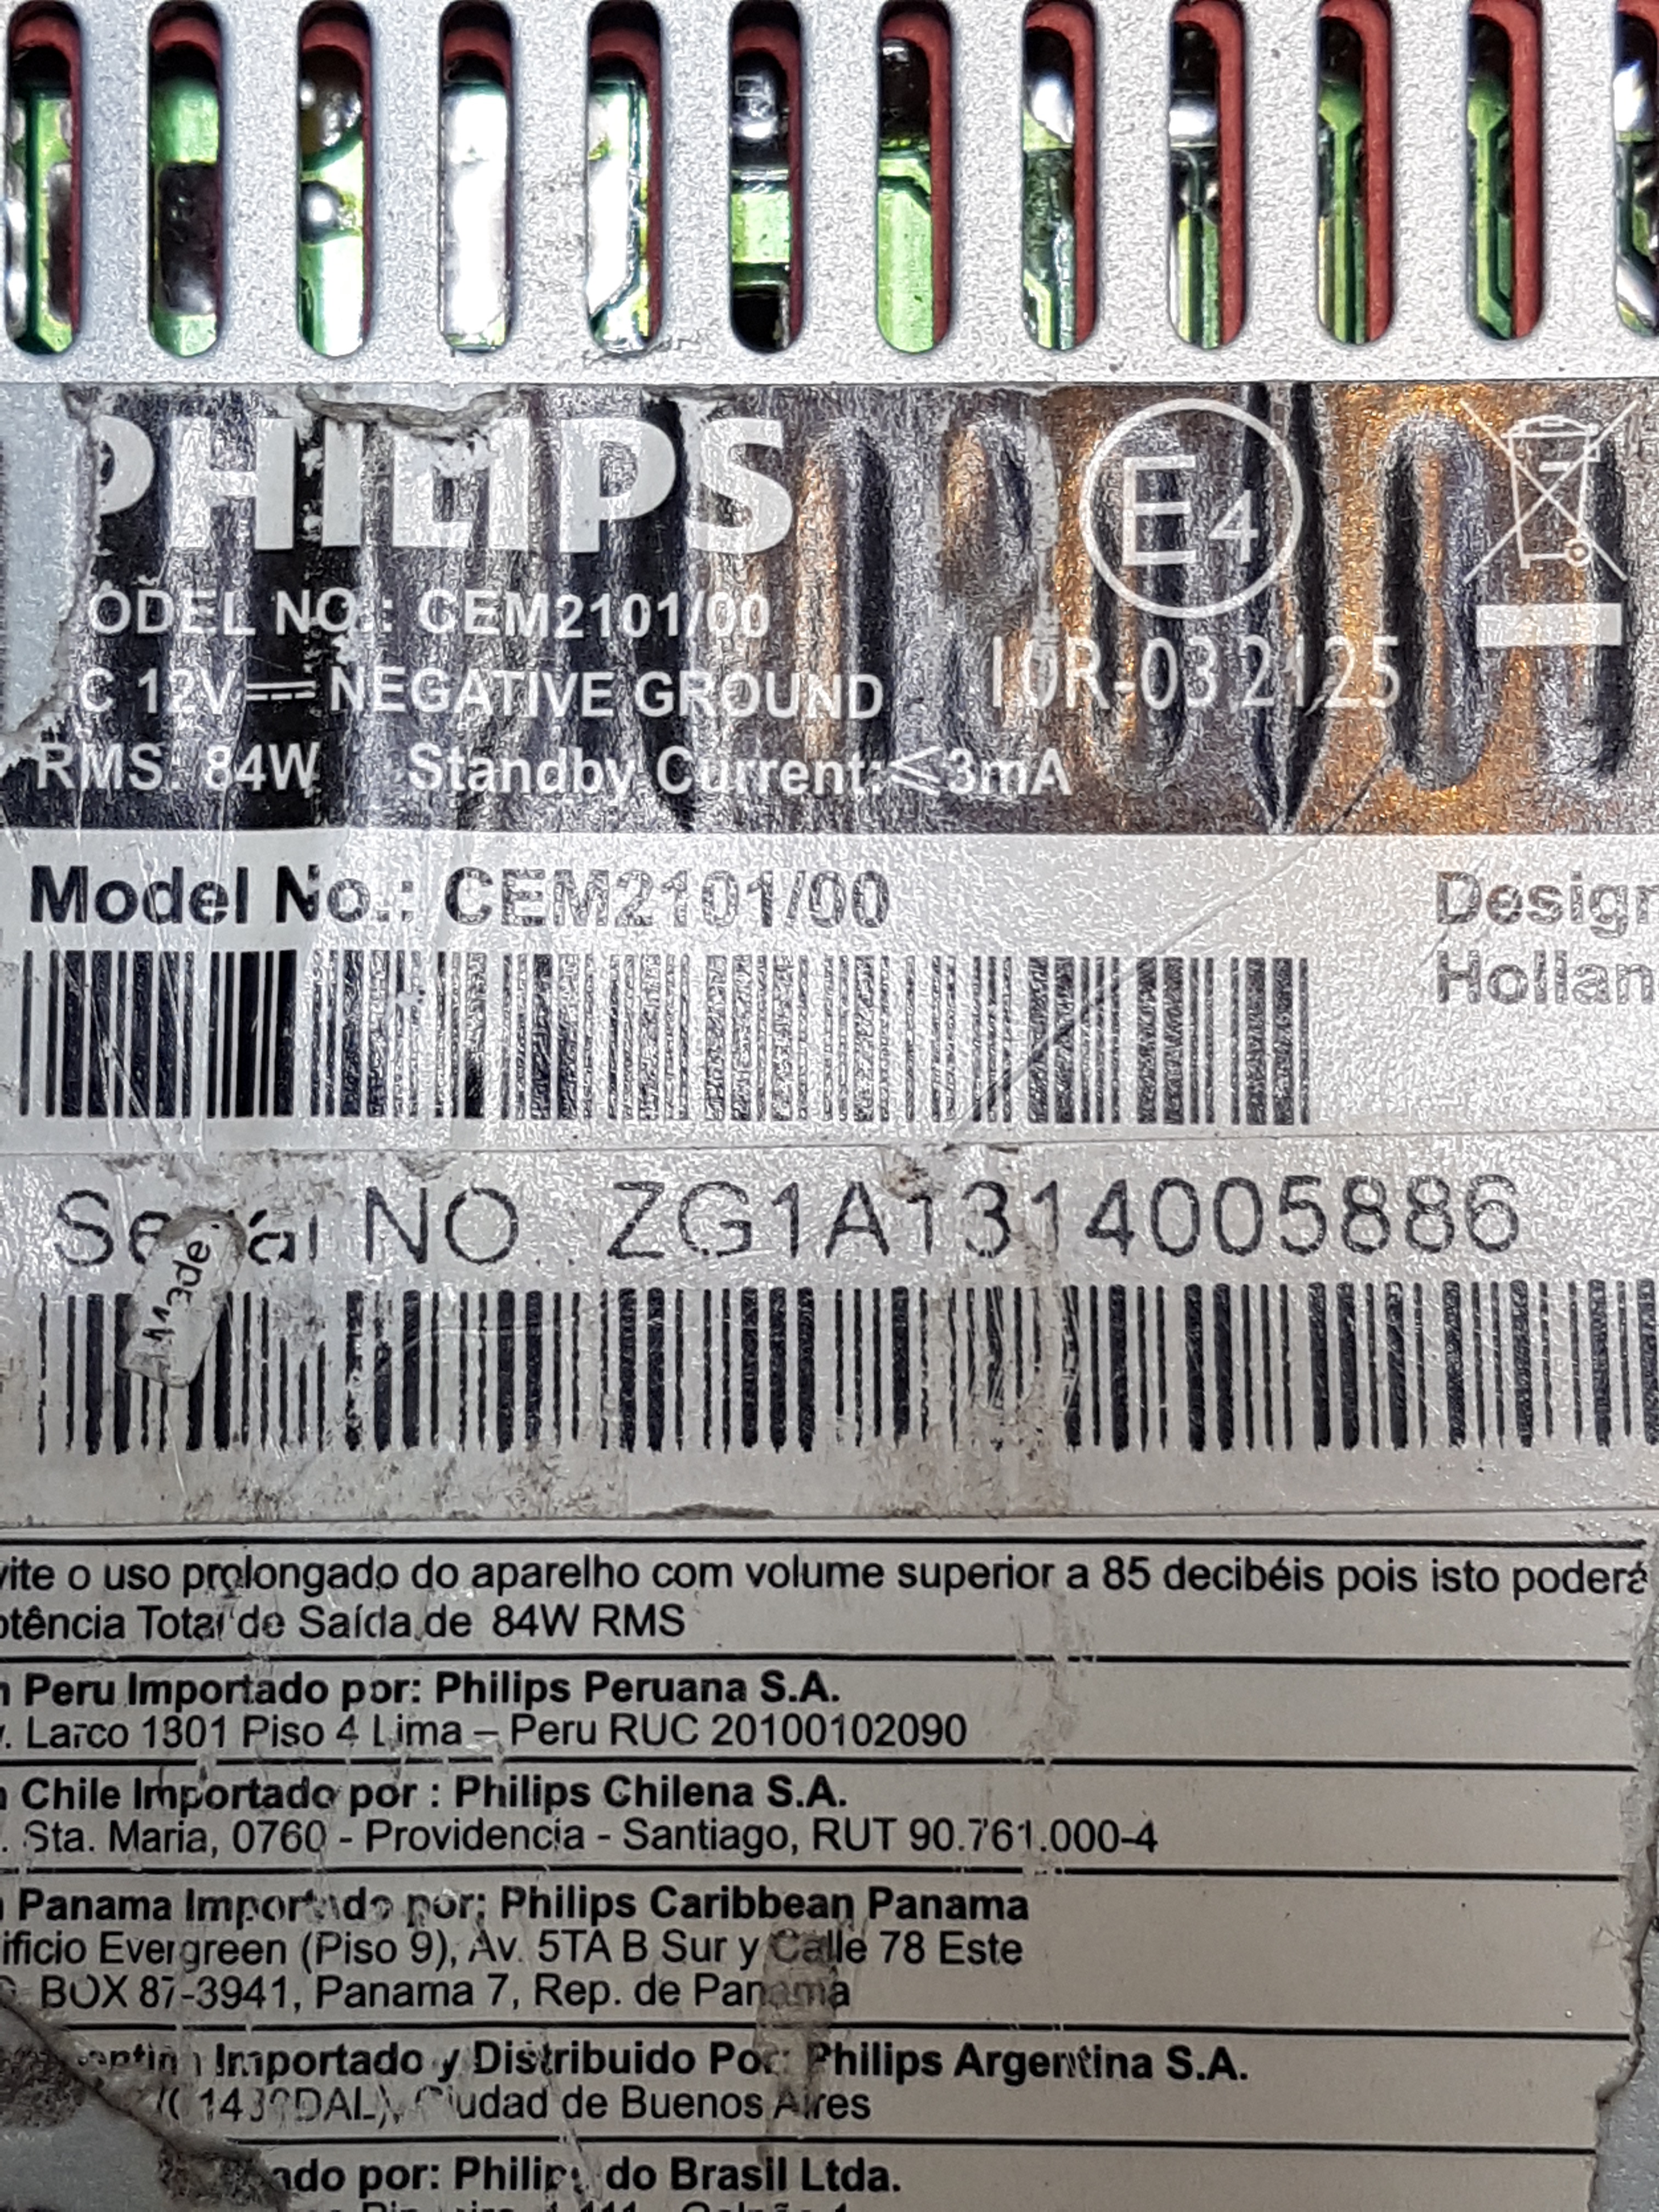 PHILIPS
E4
ODEL NO.: CEM2101/00
C 12V NEGATIVE GROUND
10R-03 2125
RMS: 84W Standby Current:≤3mA
Model No.: CEM2101/00
Design
Hollan
Serial NO. ZG1A1314005886
Made
vite o uso prolongado do aparelho com volume superior a 85 decibéis pois isto poderá
otência Total de Saída de 84W RMS
n Peru Importado por: Philips Peruana S.A.
v. Larco 1301 Piso 4 Lima – Peru RUC 20100102090
n Chile Importado por : Philips Chilena S.A.
. Sta. Maria, 0760 - Providencia - Santiago, RUT 90.761.000-4
Panama Importado por: Philips Caribbean Panama
ificio Evergreen (Piso 9), Av. 5TA B Sur y Calle 78 Este
BOX 87-3941, Panama 7, Rep. de Panama
Importado y Distribuido Por: Philips Argentina S.A.
Ciudad de Buenos Aires
ado por: Philips do Brasil Ltda.